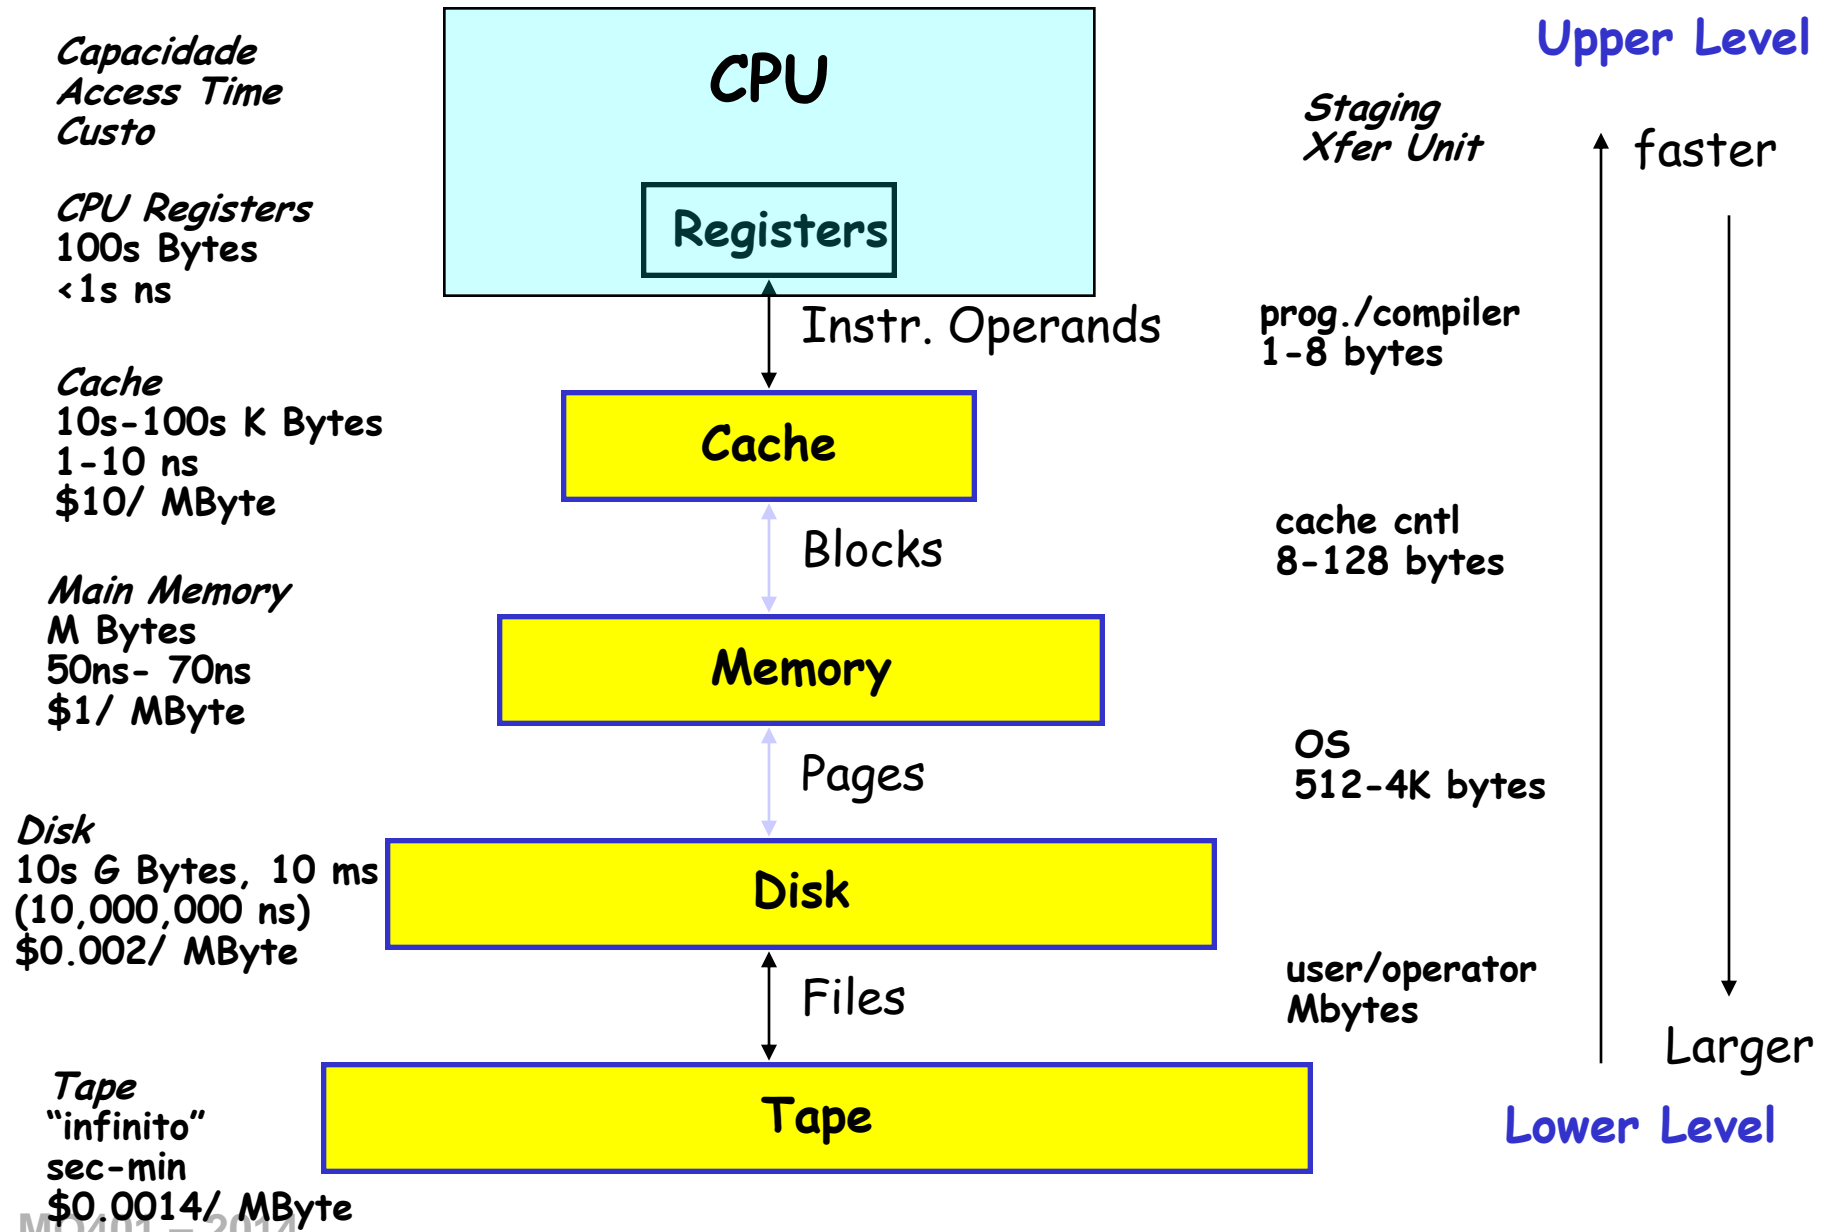 Capacidade
Access Time
Custo
CPU Registers
100s Bytes
<1s ns
Cache
10s-100s K Bytes
1-10 ns
$10/ MByte
Main Memory
M Bytes
50ns- 70ns
$1/ MByte
Disk
10s G Bytes, 10 ms
(10,000,000 ns)
$0.002/ MByte
Tape
“infinito”
sec-min
$0.0014/ MByte
CPU
Registers
Instr. Operands
Cache
Blocks
Memory
Pages
Disk
Files
Tape
Staging
Xfer Unit
prog./compiler
1-8 bytes
cache cntl
8-128 bytes
OS
512-4K bytes
user/operator
Mbytes
Upper Level
faster
Larger
Lower Level
MO401 – 2014